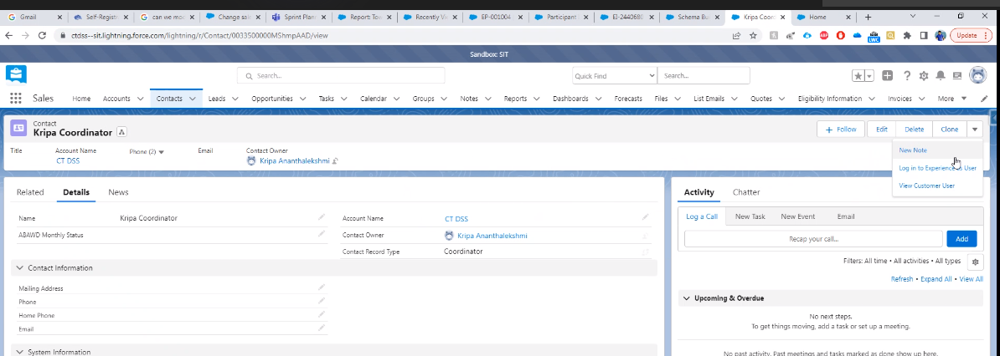 Gmail
Self-Registr
can we mod
Change sal
Sprint Plan
Report: Tow
Recently Vi
EP-001004
Participant
EI-2440680
Schema Bu
Kripa Coord
Home
ctdss--sit.lightning.force.com/lightning/r/Contact/0033500000MShmpAAD/view
ABP
LWC
Update
Sandbox: SIT
Search...
Quick Find
Search...
Sales
Home
Accounts
Contacts
Leads
Opportunities
Tasks
Calendar
Groups
Notes
Reports
Dashboards
Forecasts
Files
List Emails
Quotes
Eligibility Information
Invoices
More
Contact
Kripa Coordinator
+ Follow
Edit
Delete
Clone
Title
Account Name
Phone (2)
Email
Contact Owner
CT DSS
Kripa Ananthalekshmi
New Note
Log in to Experience as User
View Customer User
Related
Details
News
Activity
Chatter
Name
Kripa Coordinator
Account Name
CT DSS
ABAWD Monthly Status
Contact Owner
Kripa Ananthalekshmi
Contact Record Type
Coordinator
Contact Information
Mailing Address
Phone
Home Phone
Email
System Information
Log a Call
New Task
New Event
Email
Recap your call...
Add
Filters: All time • All activities • All types
Refresh • Expand All • View All
Upcoming & Overdue
No next steps.
To get things moving, add a task or set up a meeting.
No past activity. Past meetings and tasks marked as done show up here.